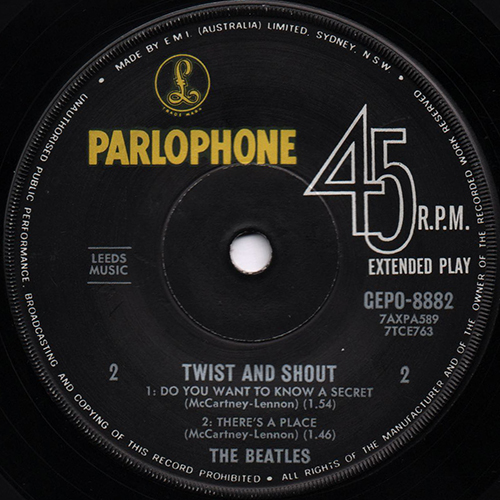 • MADE BY E M I. (AUSTRALIA) LIMITED. SYDNEY, N S W •
ALL RIGHTS OF THE MANUFACTURER AND OF THE OWNER OF THE RECORDED WORK RESERVED
UNAUTHORISED PUBLIC PERFORMANCE, BROADCASTING AND COPYING OF THIS RECORD PROHIBITED •
£
TRADE MARK
PARLOPHONE
45 R.P.M.
EXTENDED PLAY
LEEDS
MUSIC
GEPO-8882
7AXPA589
7TCE763
2 TWIST AND SHOUT 2
1: DO YOU WANT TO KNOW A SECRET
(McCartney-Lennon) (1.54)
2: THERE'S A PLACE
(McCartney-Lennon) (1.46)
THE BEATLES